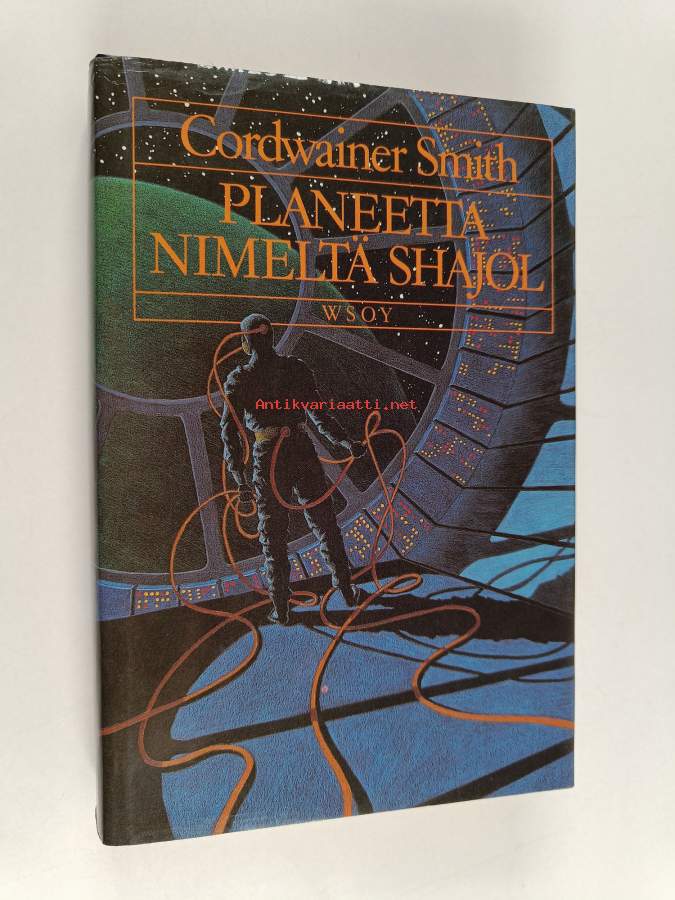 Cordwainer Smith
PLANEETTA
NIMELTÄ SHAJOL
WSOY
Antikvariaatti.net